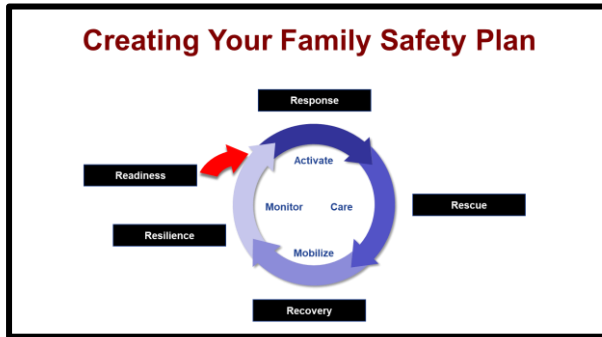 Creating Your Family Safety Plan
Response
Activate
Readiness
Monitor Care
Rescue
Resilience
Mobilize
Recovery